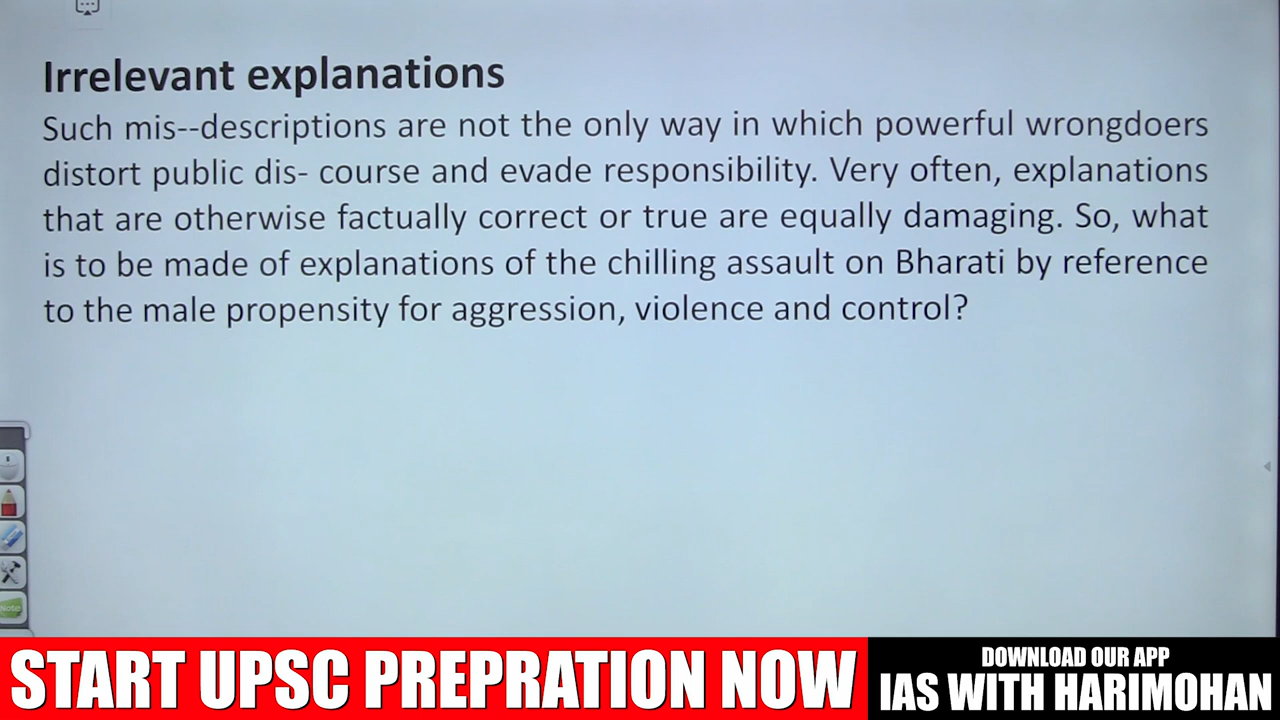 Irrelevant explanations
Such mis--descriptions are not the only way in which powerful wrongdoers
distort public dis- course and evade responsibility. Very often, explanations
that are otherwise factually correct or true are equally damaging. So, what
is to be made of explanations of the chilling assault on Bharati by reference
to the male propensity for aggression, violence and control?
Note
START UPSC PREPRATION NOW
DOWNLOAD OUR APP
IAS WITH HARIMOHAN